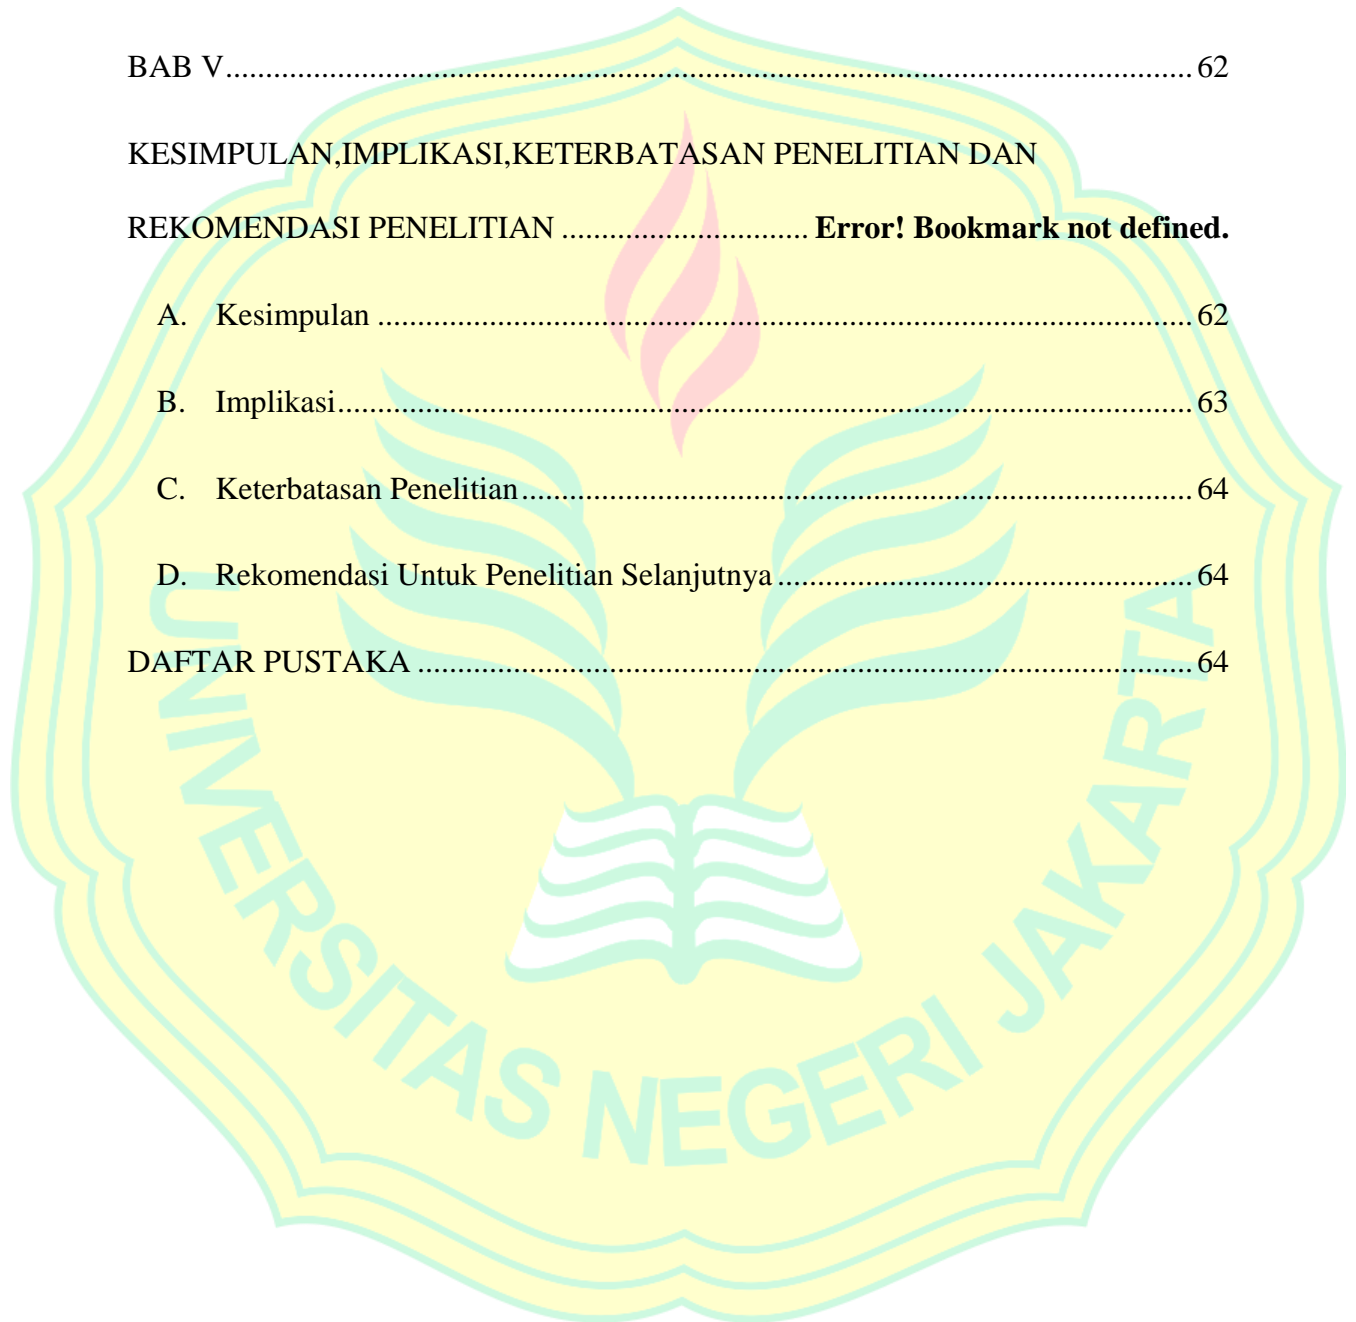 BAB V........................................................................................................................ 62
KESIMPULAN,IMPLIKASI,KETERBATASAN PENELITIAN DAN
REKOMENDASI PENELITIAN ............................... Error! Bookmark not defined.
A. Kesimpulan ...................................................................................................... 62
B. Implikasi........................................................................................................... 63
C. Keterbatasan Penelitian.................................................................................... 64
D. Rekomendasi Untuk Penelitian Selanjutnya .................................................... 64
DAFTAR PUSTAKA ................................................................................................ 64
UNIVERSITAS NEGERI JAKARTA